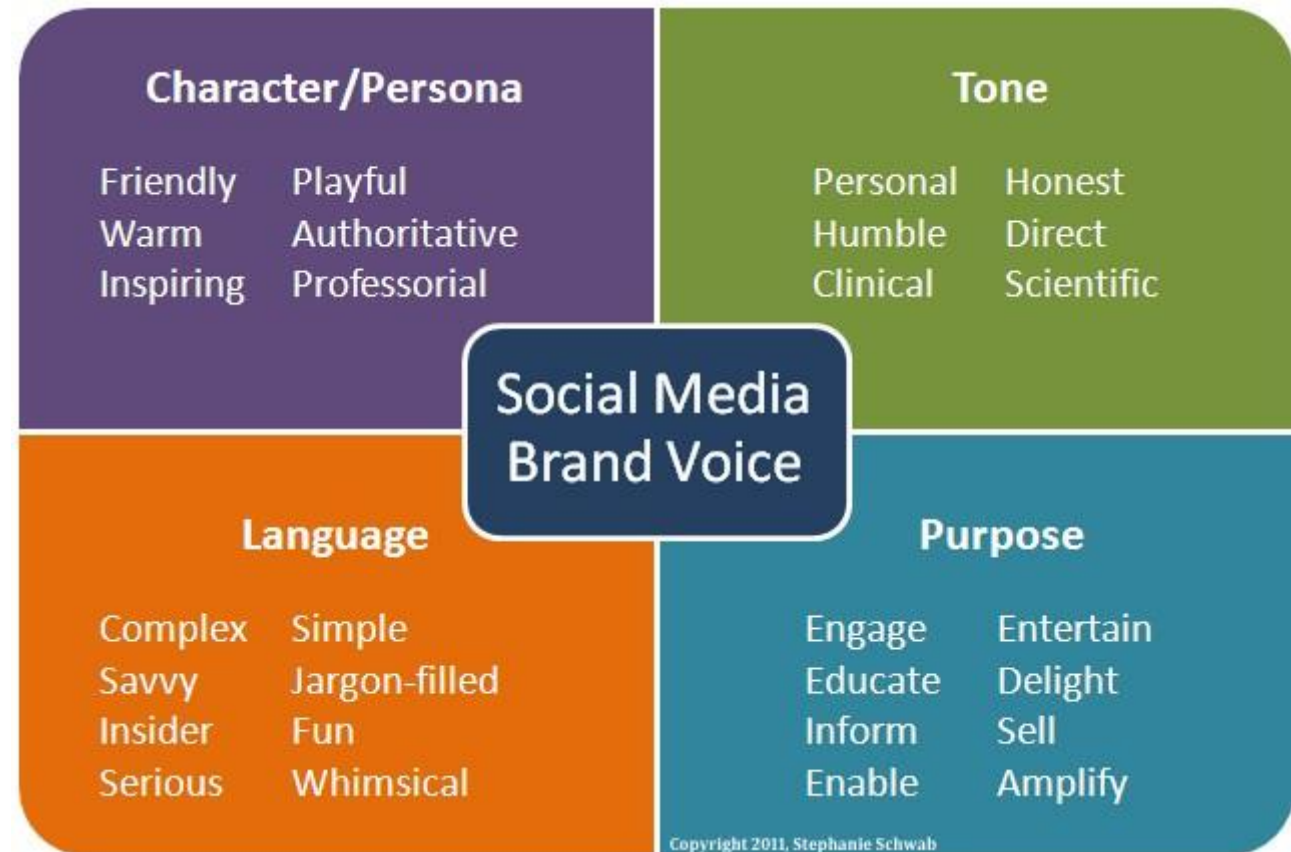 Character/Persona
Friendly Playful
Warm Authoritative
Inspiring Professorial
Tone
Personal Honest
Humble Direct
Clinical Scientific
Social Media
Brand Voice
Language
Complex Simple
Savvy Jargon-filled
Insider Fun
Serious Whimsical
Purpose
Engage Entertain
Educate Delight
Inform Sell
Enable Amplify
Copyright 2011, Stephanie Schwab